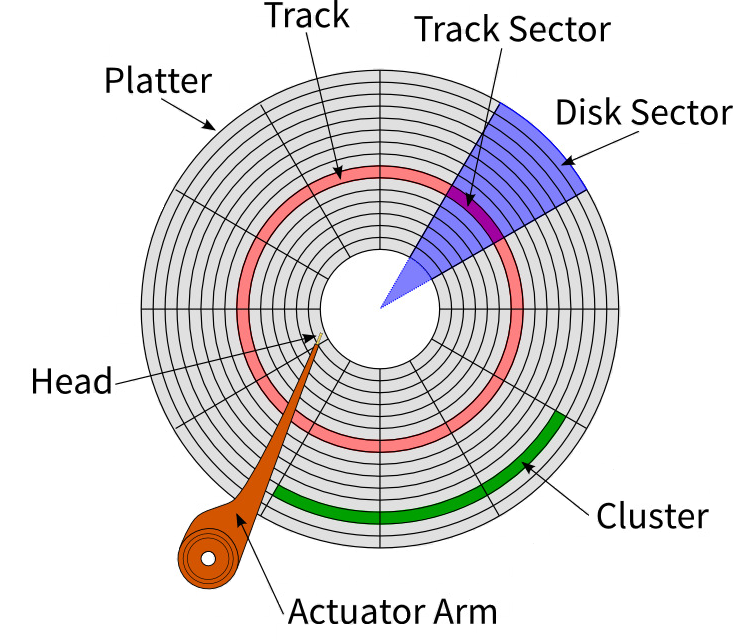 Track
Track Sector
Platter
Disk Sector
Head
Cluster
Actuator Arm